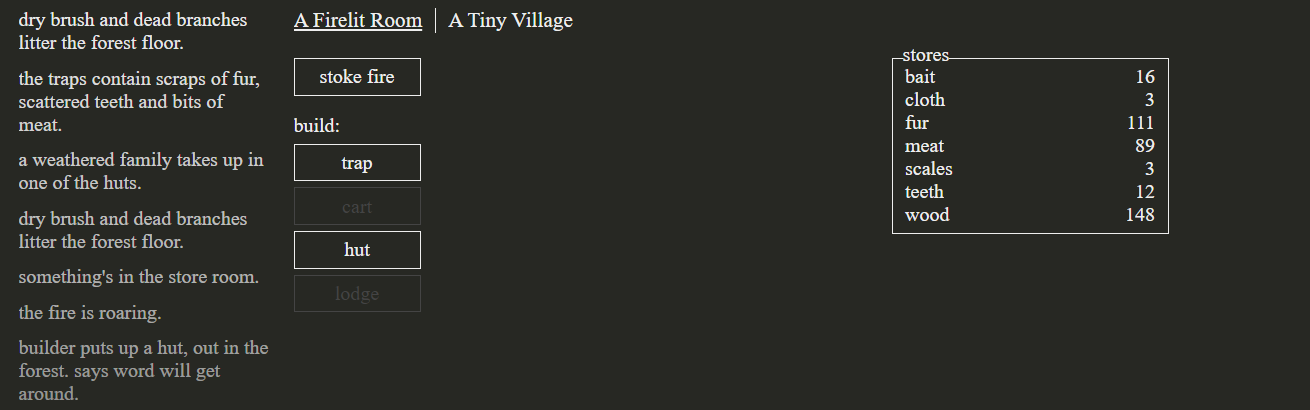 dry brush and dead branches
litter the forest floor.
the traps contain scraps of fur,
scattered teeth and bits of
meat.
a weathered family takes up in
one of the huts.
dry brush and dead branches
litter the forest floor.
something's in the store room.
the fire is roaring.
builder puts up a hut, out in the
forest. says word will get
around.
A Firelit Room | A Tiny Village
stoke fire
build:
trap
cart
hut
lodge
stores
bait 16
cloth 3
fur 111
meat 89
scales 3
teeth 12
wood 148